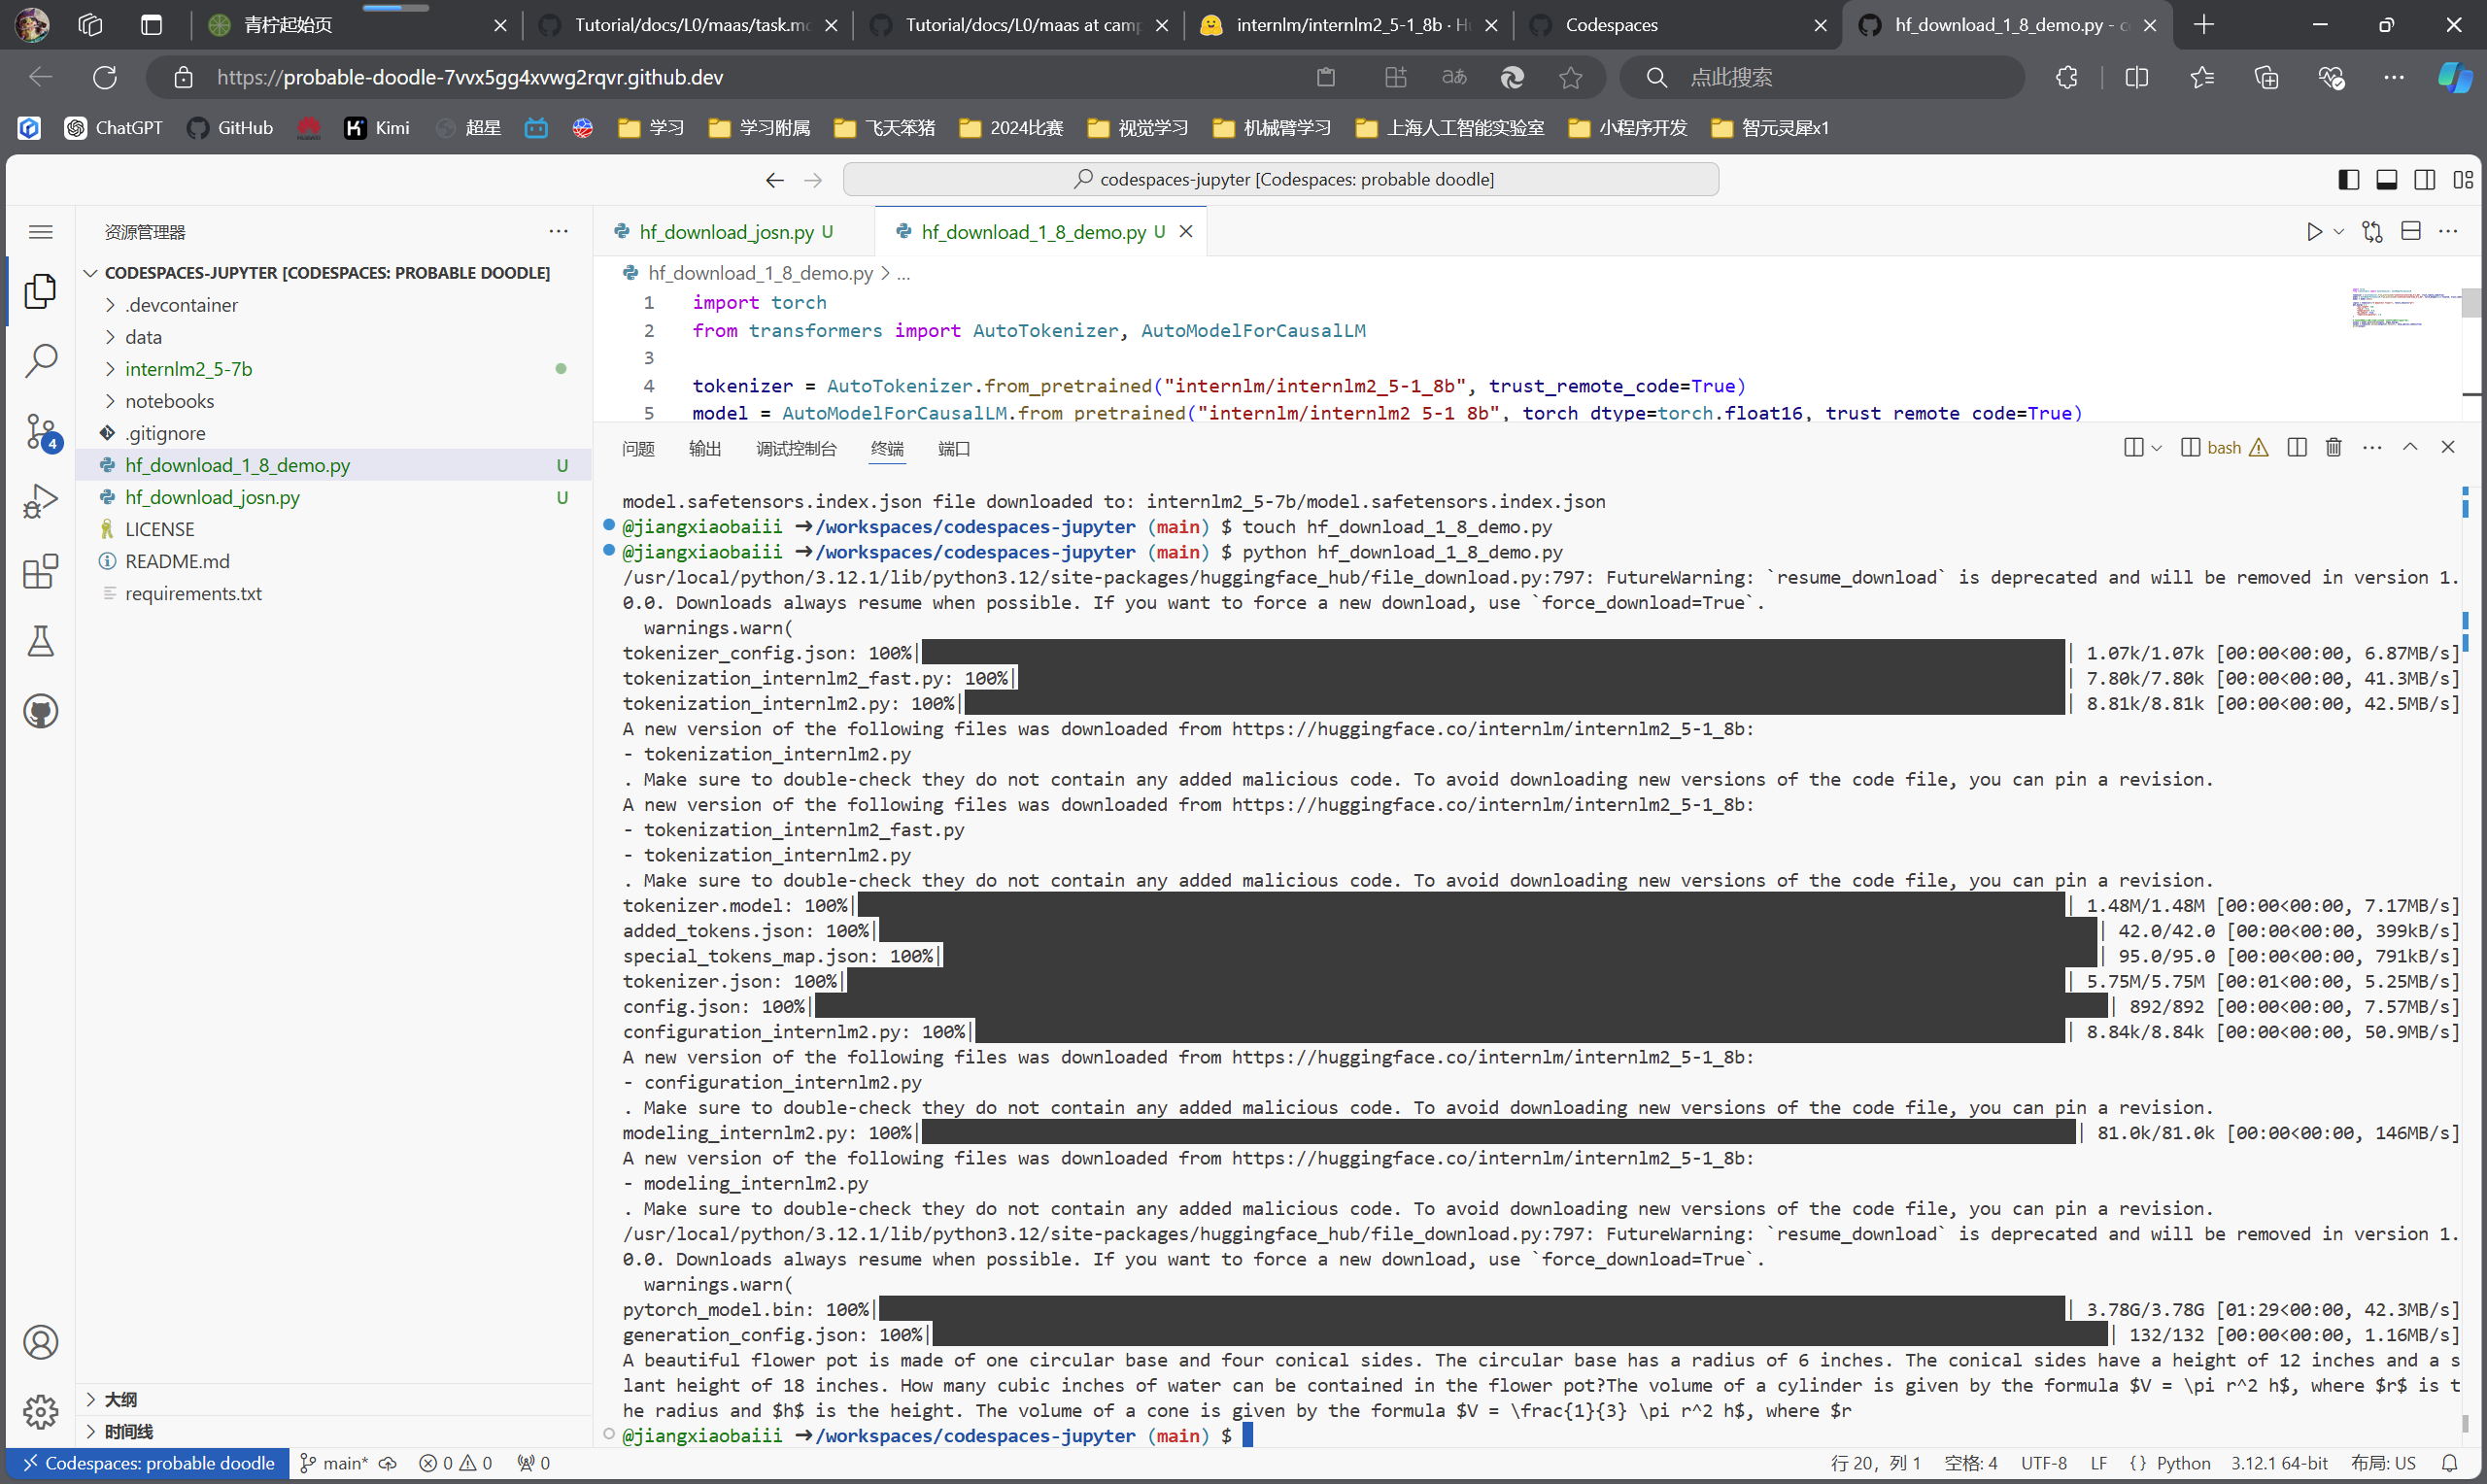 青柠起始页
Tutorial/docs/L0/maas/task.mc
Tutorial/docs/L0/maas at camp
internlm/internlm2_5-1_8b · Hu
Codespaces
hf_download_1_8_demo.py - co
https://probable-doodle-7vvx5gg4xvwg2rqvr.github.dev
点此搜索
ChatGPT GitHub Kimi 超星 学习 学习附属 飞天笨猪 2024比赛 视觉学习 机械臂学习 上海人工智能实验室 小程序开发 智元灵犀x1
codespaces-jupyter [Codespaces: probable doodle]
资源管理器
CODESPACES-JUPYTER [CODESPACES: PROBABLE DOODLE]
.devcontainer
data
internlm2_5-7b
notebooks
.gitignore
hf_download_1_8_demo.py U
hf_download_josn.py U
LICENSE
README.md
requirements.txt
大纲
时间线
4
hf_download_josn.py U
hf_download_1_8_demo.py U
hf_download_1_8_demo.py > ...
1 import torch
2 from transformers import AutoTokenizer, AutoModelForCausalLM
3
4 tokenizer = AutoTokenizer.from_pretrained("internlm/internlm2_5-1_8b", trust_remote_code=True)
5 model = AutoModelForCausalLM.from_pretrained("internlm/internlm2_5-1_8b", torch_dtype=torch.float16, trust_remote_code=True)
问题 输出 调试控制台 终端 端口
bash
model.safetensors.index.json file downloaded to: internlm2_5-7b/model.safetensors.index.json
@jiangxiaobaiii ➜/workspaces/codespaces-jupyter (main) $ touch hf_download_1_8_demo.py
@jiangxiaobaiii ➜/workspaces/codespaces-jupyter (main) $ python hf_download_1_8_demo.py
/usr/local/python/3.12.1/lib/python3.12/site-packages/huggingface_hub/file_download.py:797: FutureWarning: `resume_download` is deprecated and will be removed in version 1.
0.0. Downloads always resume when possible. If you want to force a new download, use `force_download=True`.
warnings.warn(
tokenizer_config.json: 100%| | 1.07k/1.07k [00:00<00:00, 6.87MB/s]
tokenization_internlm2_fast.py: 100%| | 7.80k/7.80k [00:00<00:00, 41.3MB/s]
tokenization_internlm2.py: 100%| | 8.81k/8.81k [00:00<00:00, 42.5MB/s]
A new version of the following files was downloaded from https://huggingface.co/internlm/internlm2_5-1_8b:
- tokenization_internlm2.py
. Make sure to double-check they do not contain any added malicious code. To avoid downloading new versions of the code file, you can pin a revision.
A new version of the following files was downloaded from https://huggingface.co/internlm/internlm2_5-1_8b:
- tokenization_internlm2_fast.py
- tokenization_internlm2.py
. Make sure to double-check they do not contain any added malicious code. To avoid downloading new versions of the code file, you can pin a revision.
tokenizer.model: 100%| | 1.48M/1.48M [00:00<00:00, 7.17MB/s]
added_tokens.json: 100%| | 42.0/42.0 [00:00<00:00, 399kB/s]
special_tokens_map.json: 100%| | 95.0/95.0 [00:00<00:00, 791kB/s]
tokenizer.json: 100%| | 5.75M/5.75M [00:01<00:00, 5.25MB/s]
config.json: 100%| | 892/892 [00:00<00:00, 7.57MB/s]
configuration_internlm2.py: 100%| | 8.84k/8.84k [00:00<00:00, 50.9MB/s]
A new version of the following files was downloaded from https://huggingface.co/internlm/internlm2_5-1_8b:
- configuration_internlm2.py
. Make sure to double-check they do not contain any added malicious code. To avoid downloading new versions of the code file, you can pin a revision.
modeling_internlm2.py: 100%| | 81.0k/81.0k [00:00<00:00, 146MB/s]
A new version of the following files was downloaded from https://huggingface.co/internlm/internlm2_5-1_8b:
- modeling_internlm2.py
. Make sure to double-check they do not contain any added malicious code. To avoid downloading new versions of the code file, you can pin a revision.
/usr/local/python/3.12.1/lib/python3.12/site-packages/huggingface_hub/file_download.py:797: FutureWarning: `resume_download` is deprecated and will be removed in version 1.
0.0. Downloads always resume when possible. If you want to force a new download, use `force_download=True`.
warnings.warn(
pytorch_model.bin: 100%| | 3.78G/3.78G [01:29<00:00, 42.3MB/s]
generation_config.json: 100%| | 132/132 [00:00<00:00, 1.16MB/s]
A beautiful flower pot is made of one circular base and four conical sides. The circular base has a radius of 6 inches. The conical sides have a height of 12 inches and a s
lant height of 18 inches. How many cubic inches of water can be contained in the flower pot?The volume of a cylinder is given by the formula $V = \pi r^2 h$, where $r$ is t
he radius and $h$ is the height. The volume of a cone is given by the formula $V = \frac{1}{3} \pi r^2 h$, where $r
@jiangxiaobaiii ➜/workspaces/codespaces-jupyter (main) $
Codespaces: probable doodle main* 0 0 0 行 20，列 1 空格: 4 UTF-8 LF {} Python 3.12.1 64-bit 布局: US